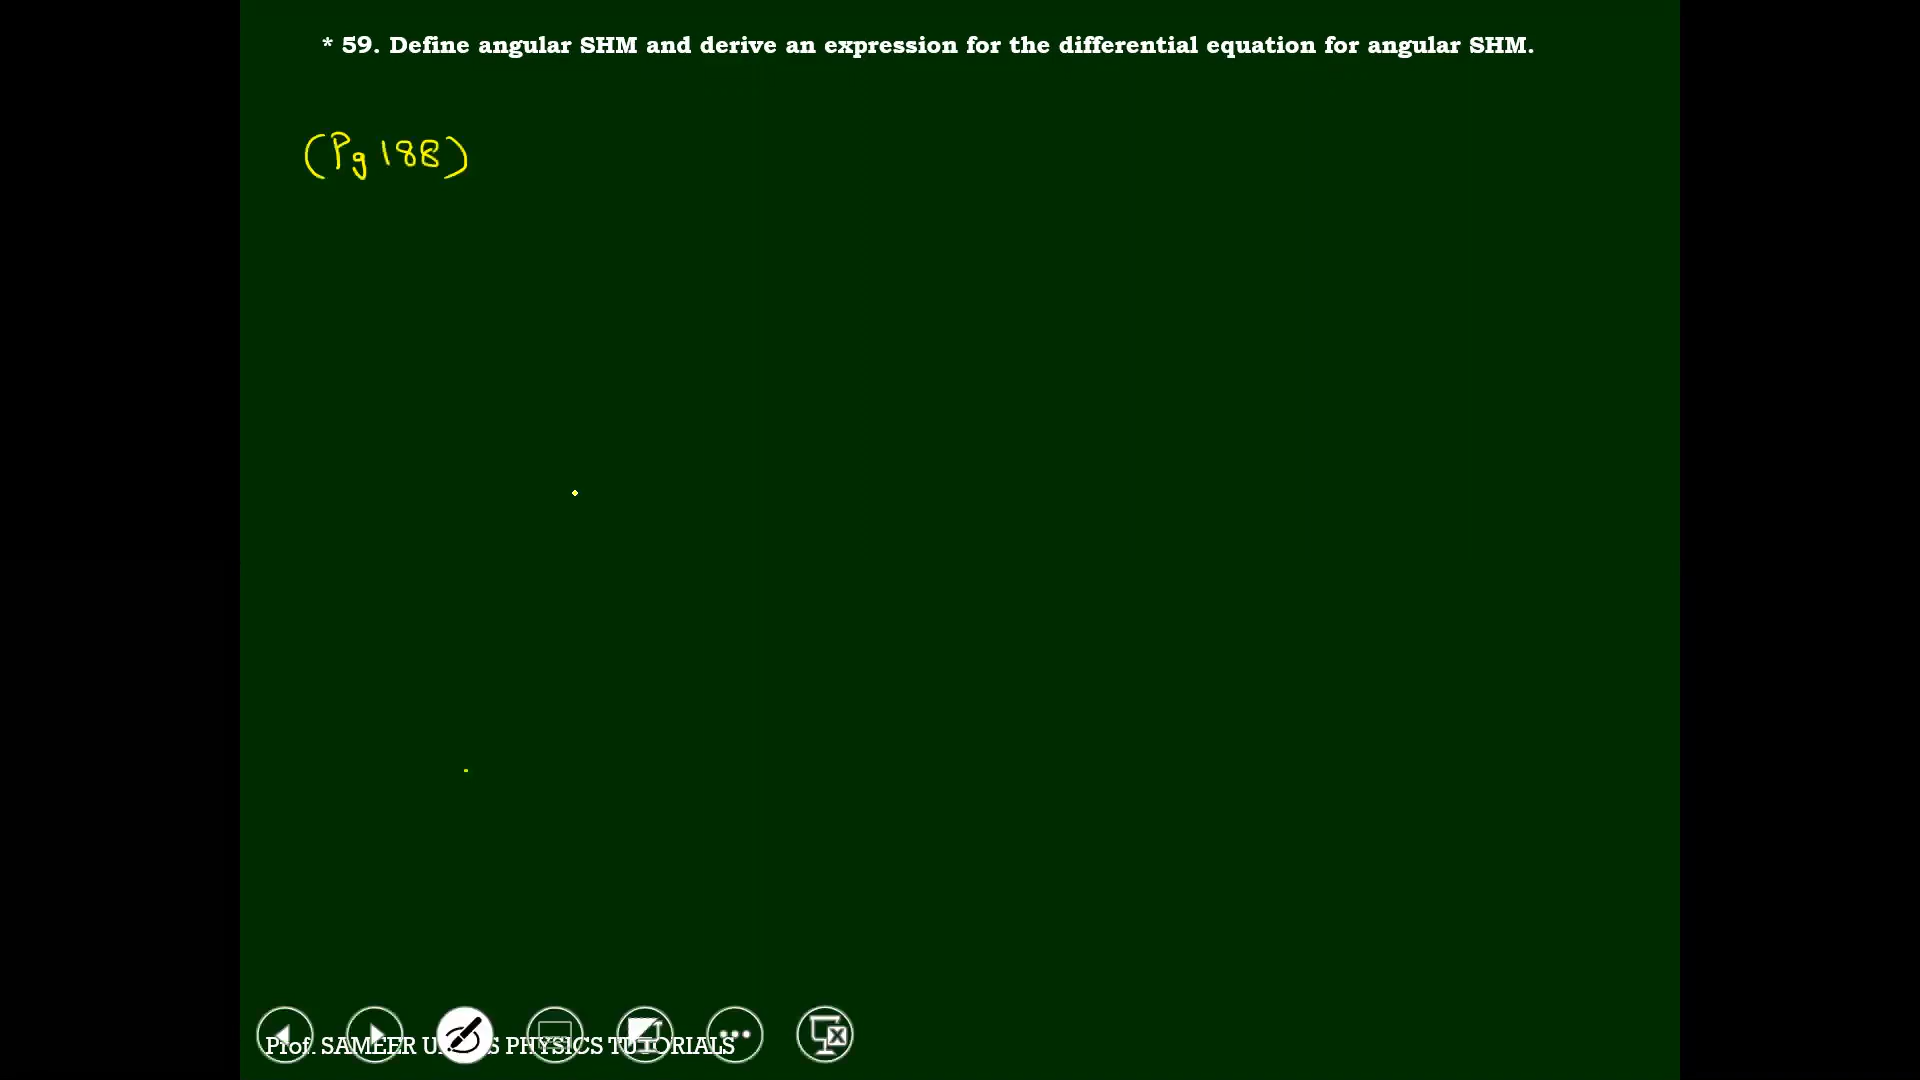 * 59. Define angular SHM and derive an expression for the differential equation for angular SHM.
(Pg 188)
Prof. SAMEER U S PHYSICS TUTORIALS